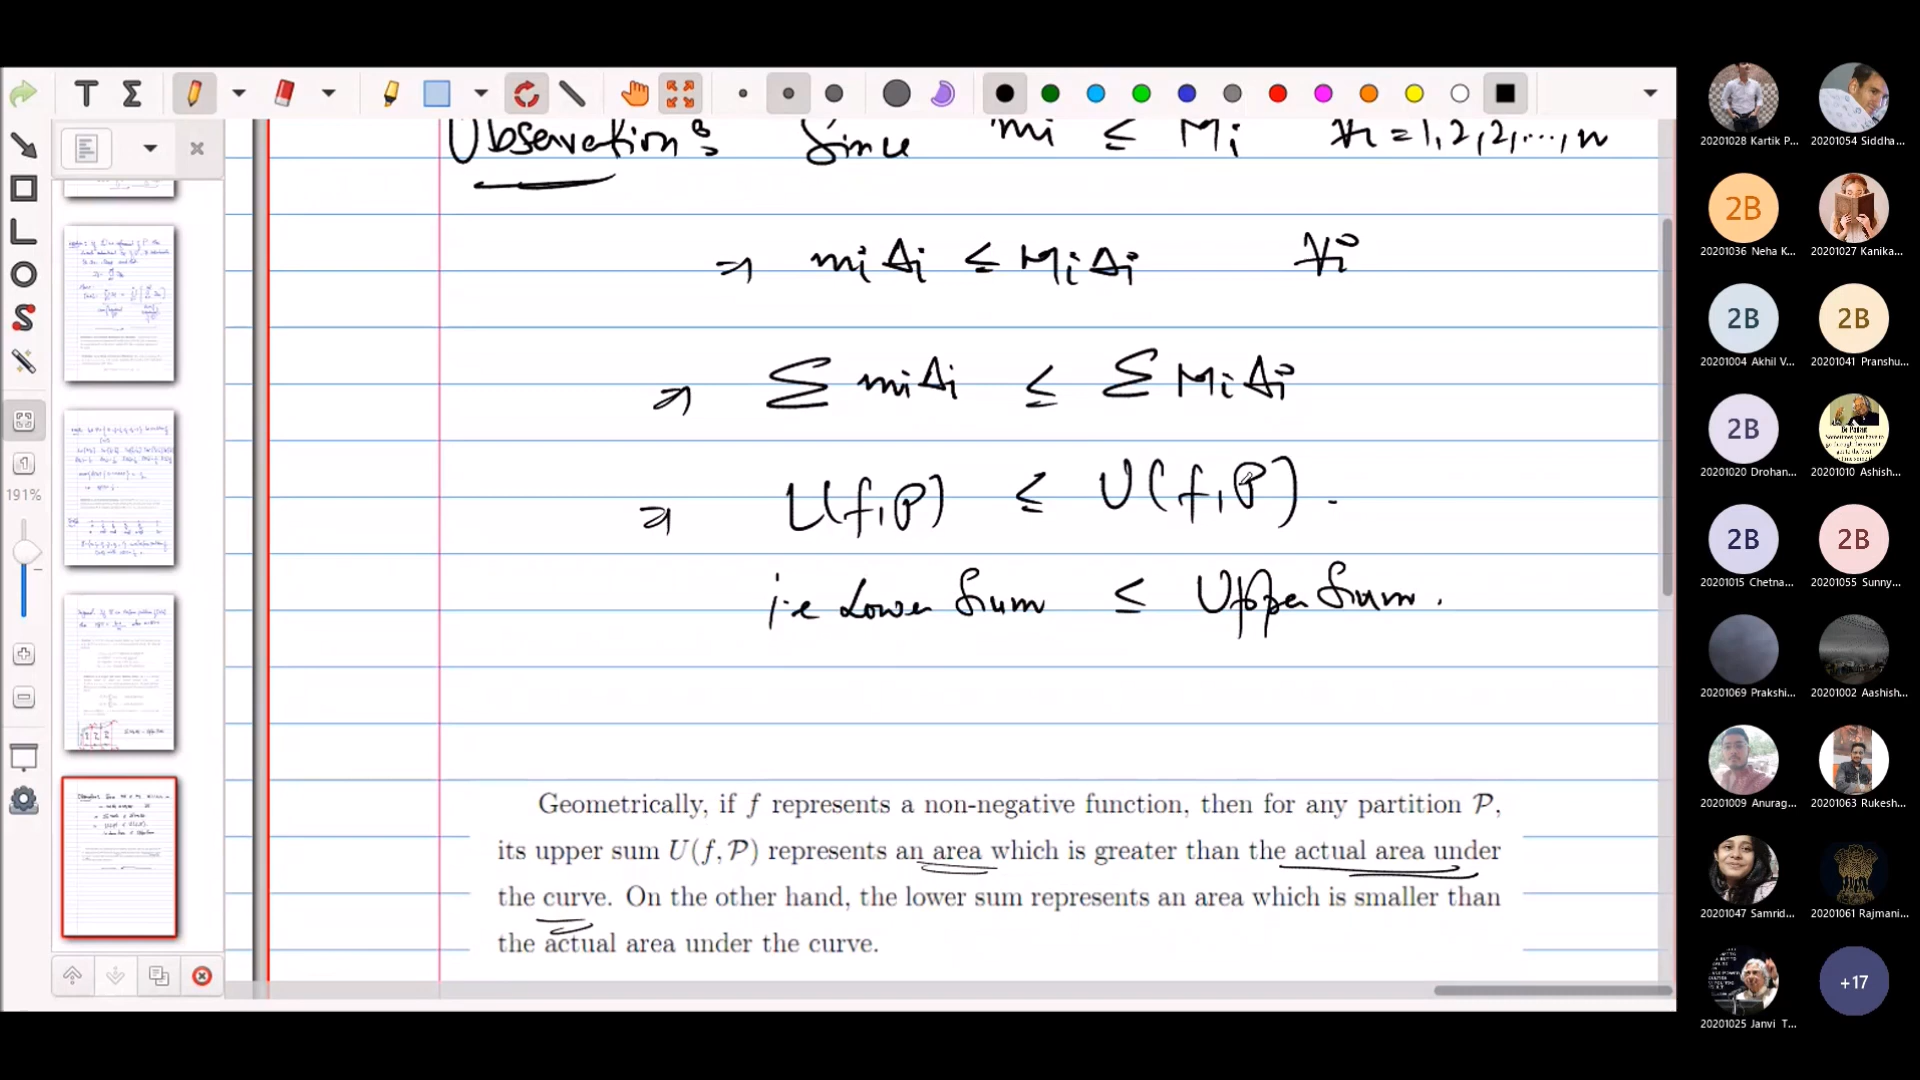 Observation : Since mi ≤ Mi ∀n = 1, 2, 2, ..., n
⇒ miΔi ≤ MiΔi ∀i
⇒ Σ miΔi ≤ Σ MiΔi
⇒ L(f,P) ≤ U(f,P).
i.e Lower Sum ≤ Upper Sum.
Geometrically, if f represents a non-negative function, then for any partition P,
its upper sum U(f, P) represents an area which is greater than the actual area under
the curve. On the other hand, the lower sum represents an area which is smaller than
the actual area under the curve.
191%
20201028 Kartik P...
20201054 Siddha...
2B
20201036 Neha K...
20201027 Kanika...
2B
2B
20201004 Akhil V...
20201041 Pranshu...
2B
20201020 Drohan...
20201010 Ashish...
2B
2B
20201015 Chetna...
20201055 Sunny...
20201069 Prakshi...
20201002 Aashish...
20201009 Anurag...
20201063 Rukesh...
20201047 Samrid...
20201061 Rajmani...
20201025 Janvi T...
+17